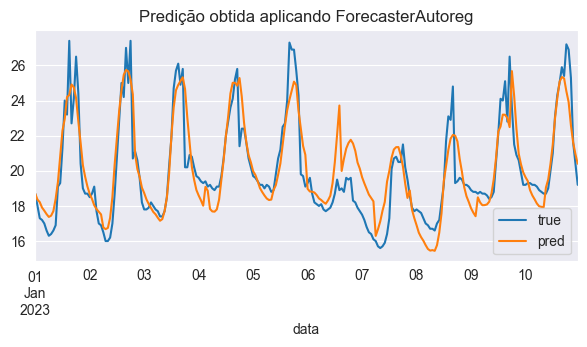 Predição obtida aplicando ForecasterAutoreg
26
24
22
20
18
16
true
pred
01 02 03 04 05 06 07 08 09 10
Jan
2023
data